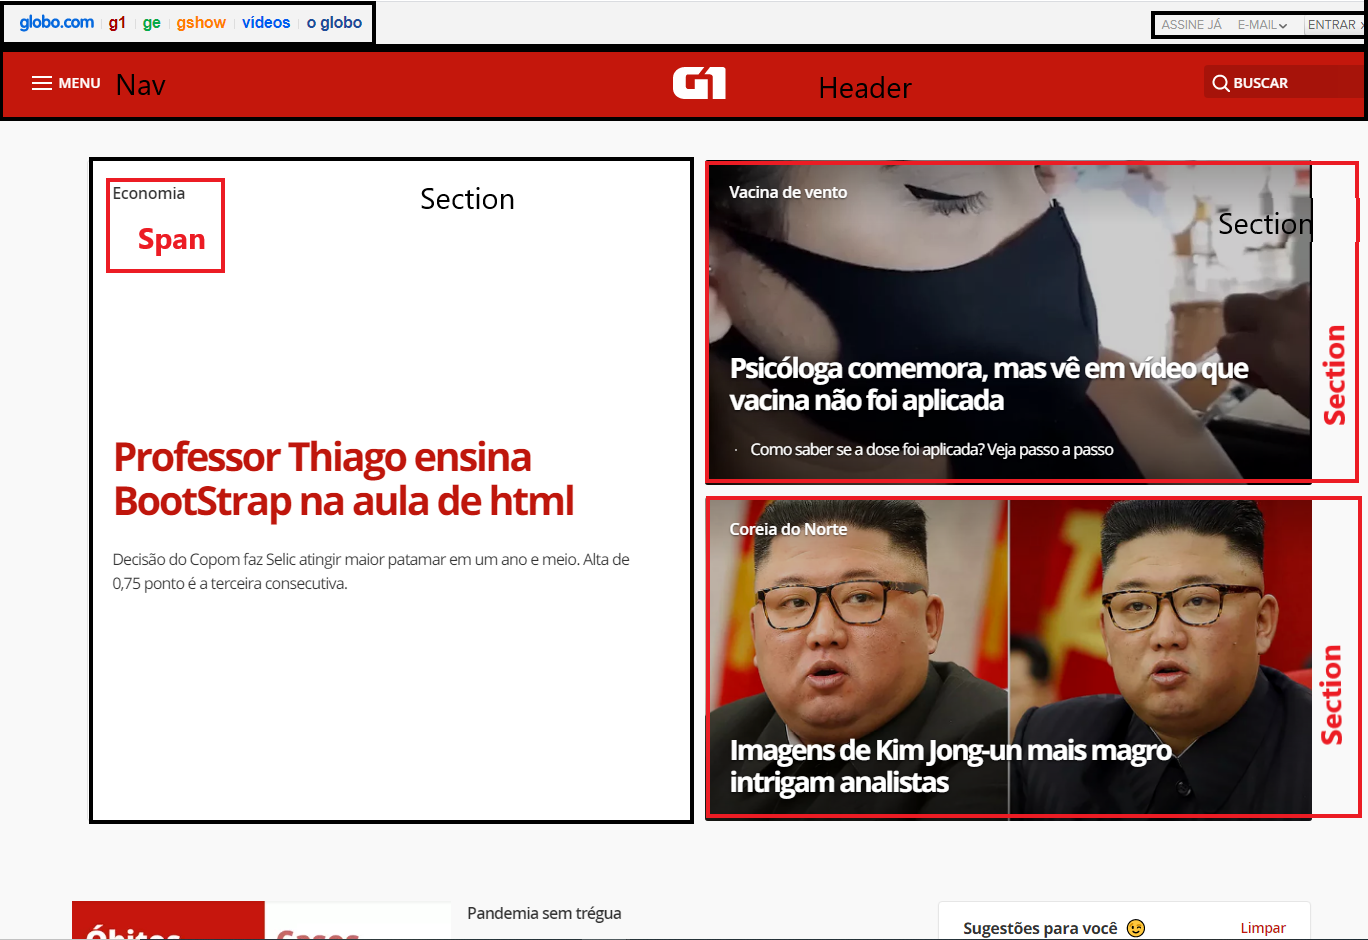 globo.com g1 ge gshow vídeos o globo
ASSINE JÁ E-MAIL ENTRAR ›
MENU Nav G1 Header BUSCAR
Economia
Span
Section
Professor Thiago ensina
BootStrap na aula de html
Decisão do Copom faz Selic atingir maior patamar em um ano e meio. Alta de
0,75 ponto é a terceira consecutiva.
Vacina de vento
Section
Psicóloga comemora, mas vê em vídeo que
vacina não foi aplicada
· Como saber se a dose foi aplicada? Veja passo a passo
Section
Coreia do Norte
Imagens de Kim Jong-un mais magro
intrigam analistas
Section
Óbitos Casos
Pandemia sem trégua
Sugestões para você 😉 Limpar